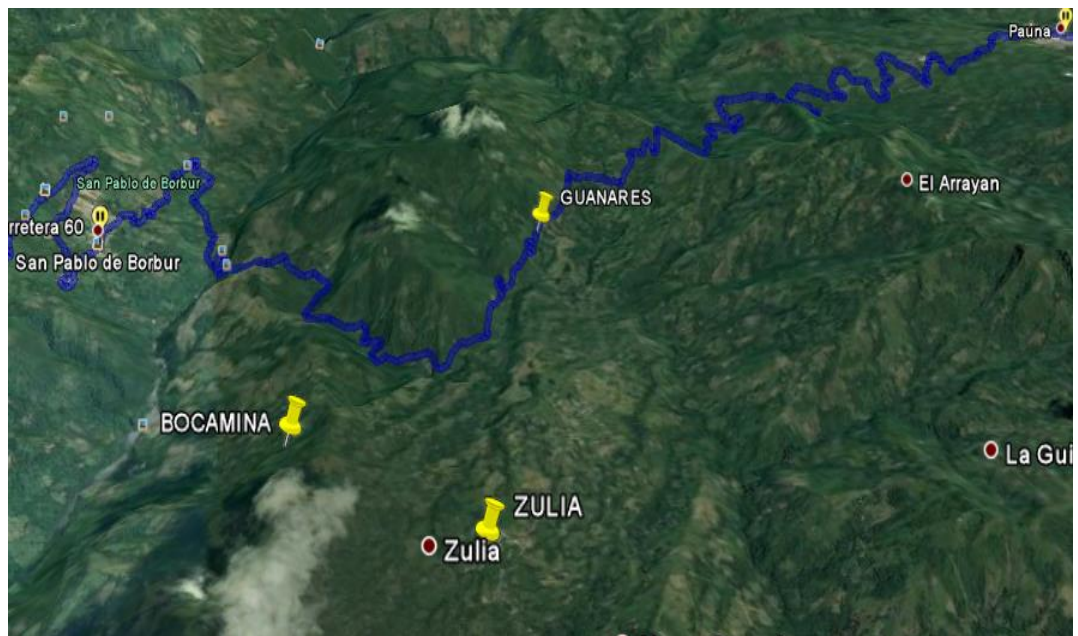 Pauna
San Pablo de Borbur
GUANARES
El Arrayan
rretera 60
San Pablo de Borbur
BOCAMINA
La Gui
ZULIA
Zulia